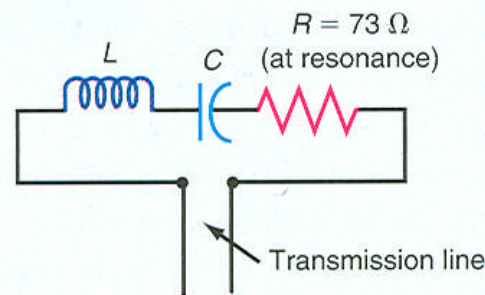 R = 73 Ω
L
C
(at resonance)
Transmission line